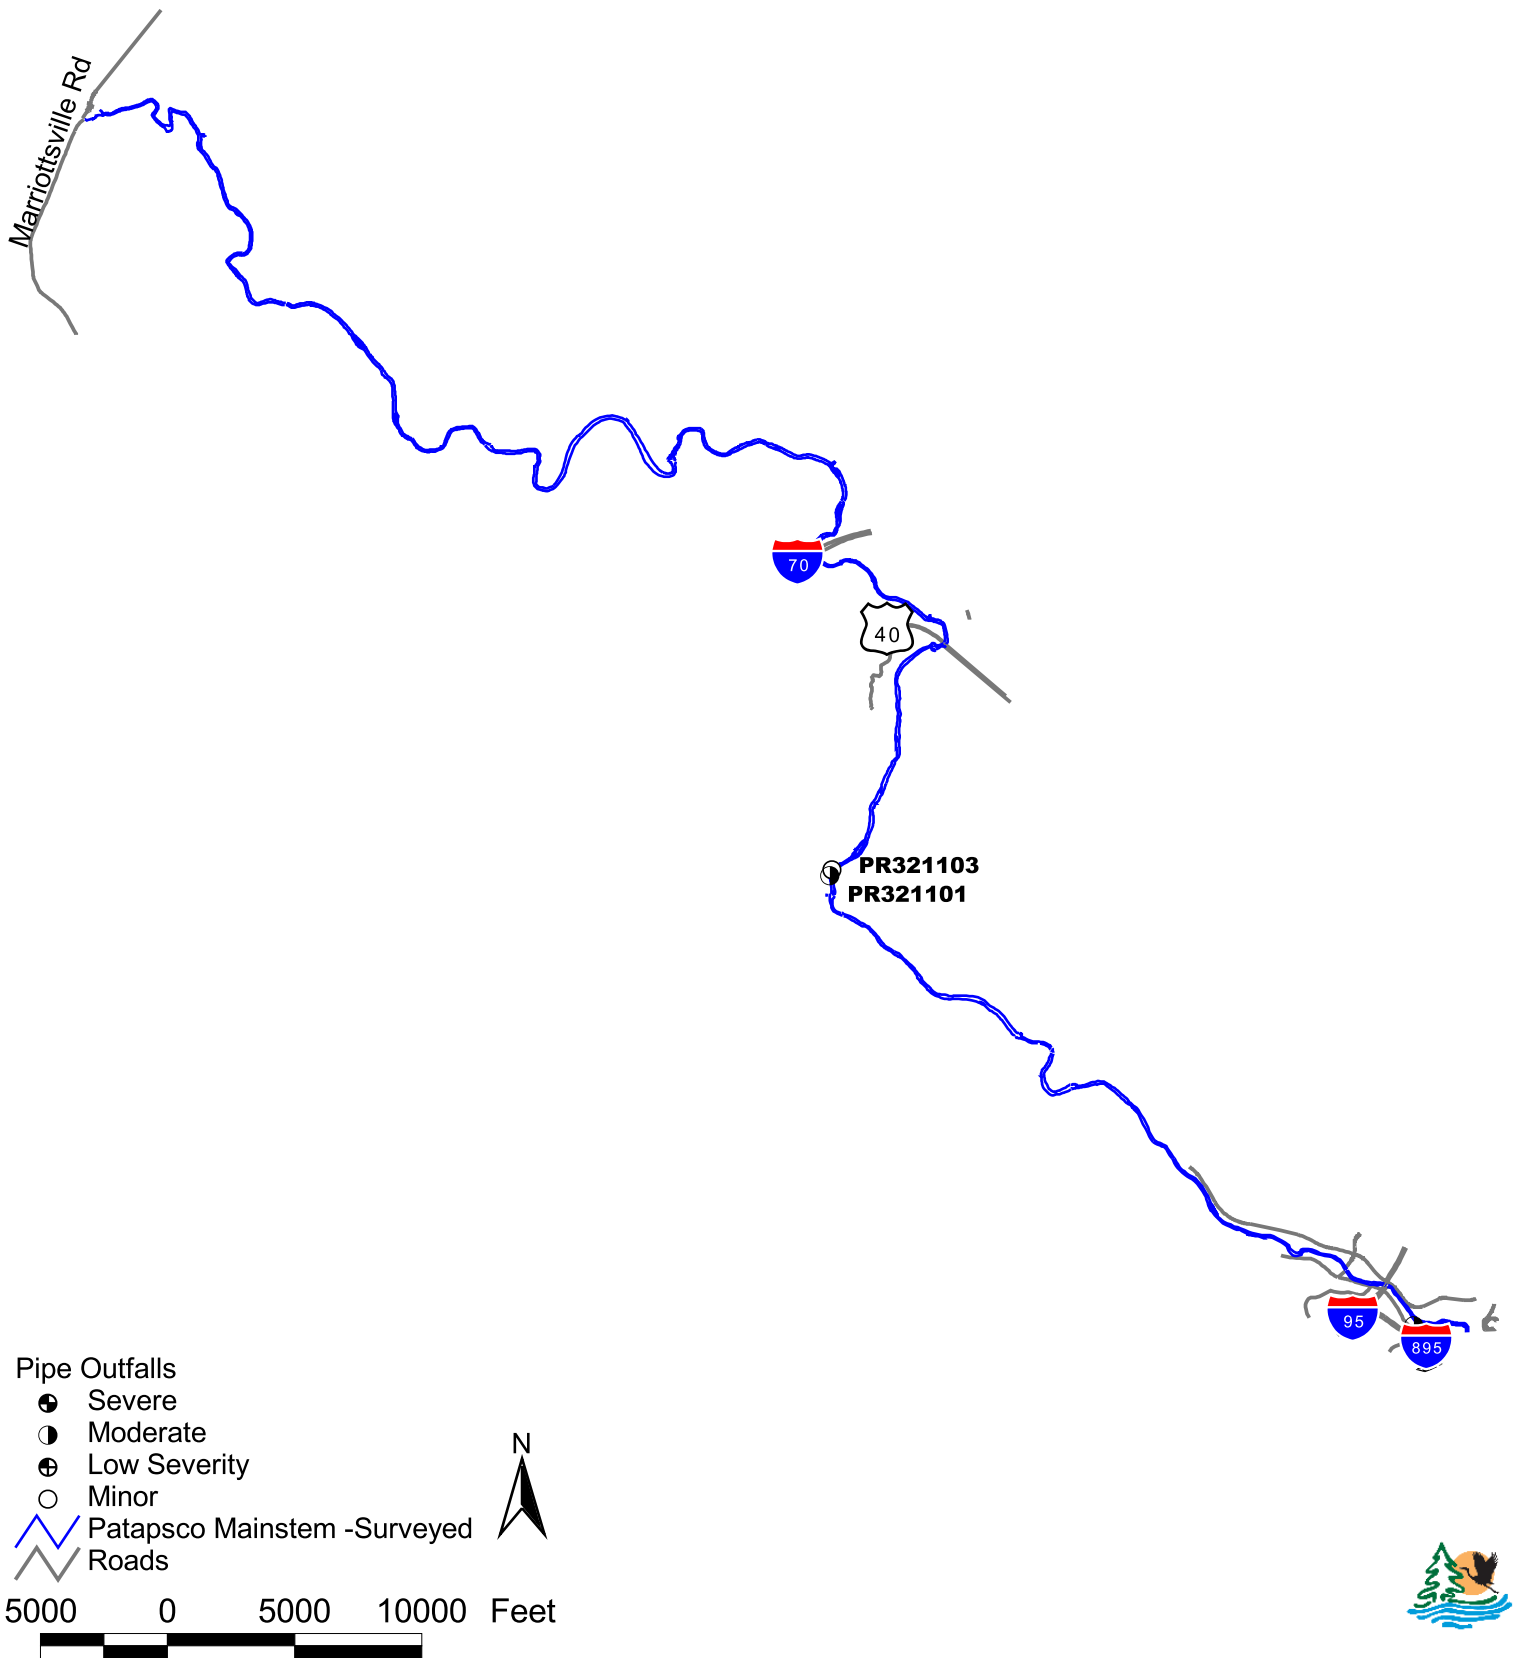 Marriottsville Rd
70
40
PR321103
PR321101
95
895
Pipe Outfalls
Severe
Moderate
Low Severity
Minor
Patapsco Mainstem -Surveyed
Roads
N
5000 0 5000 10000 Feet